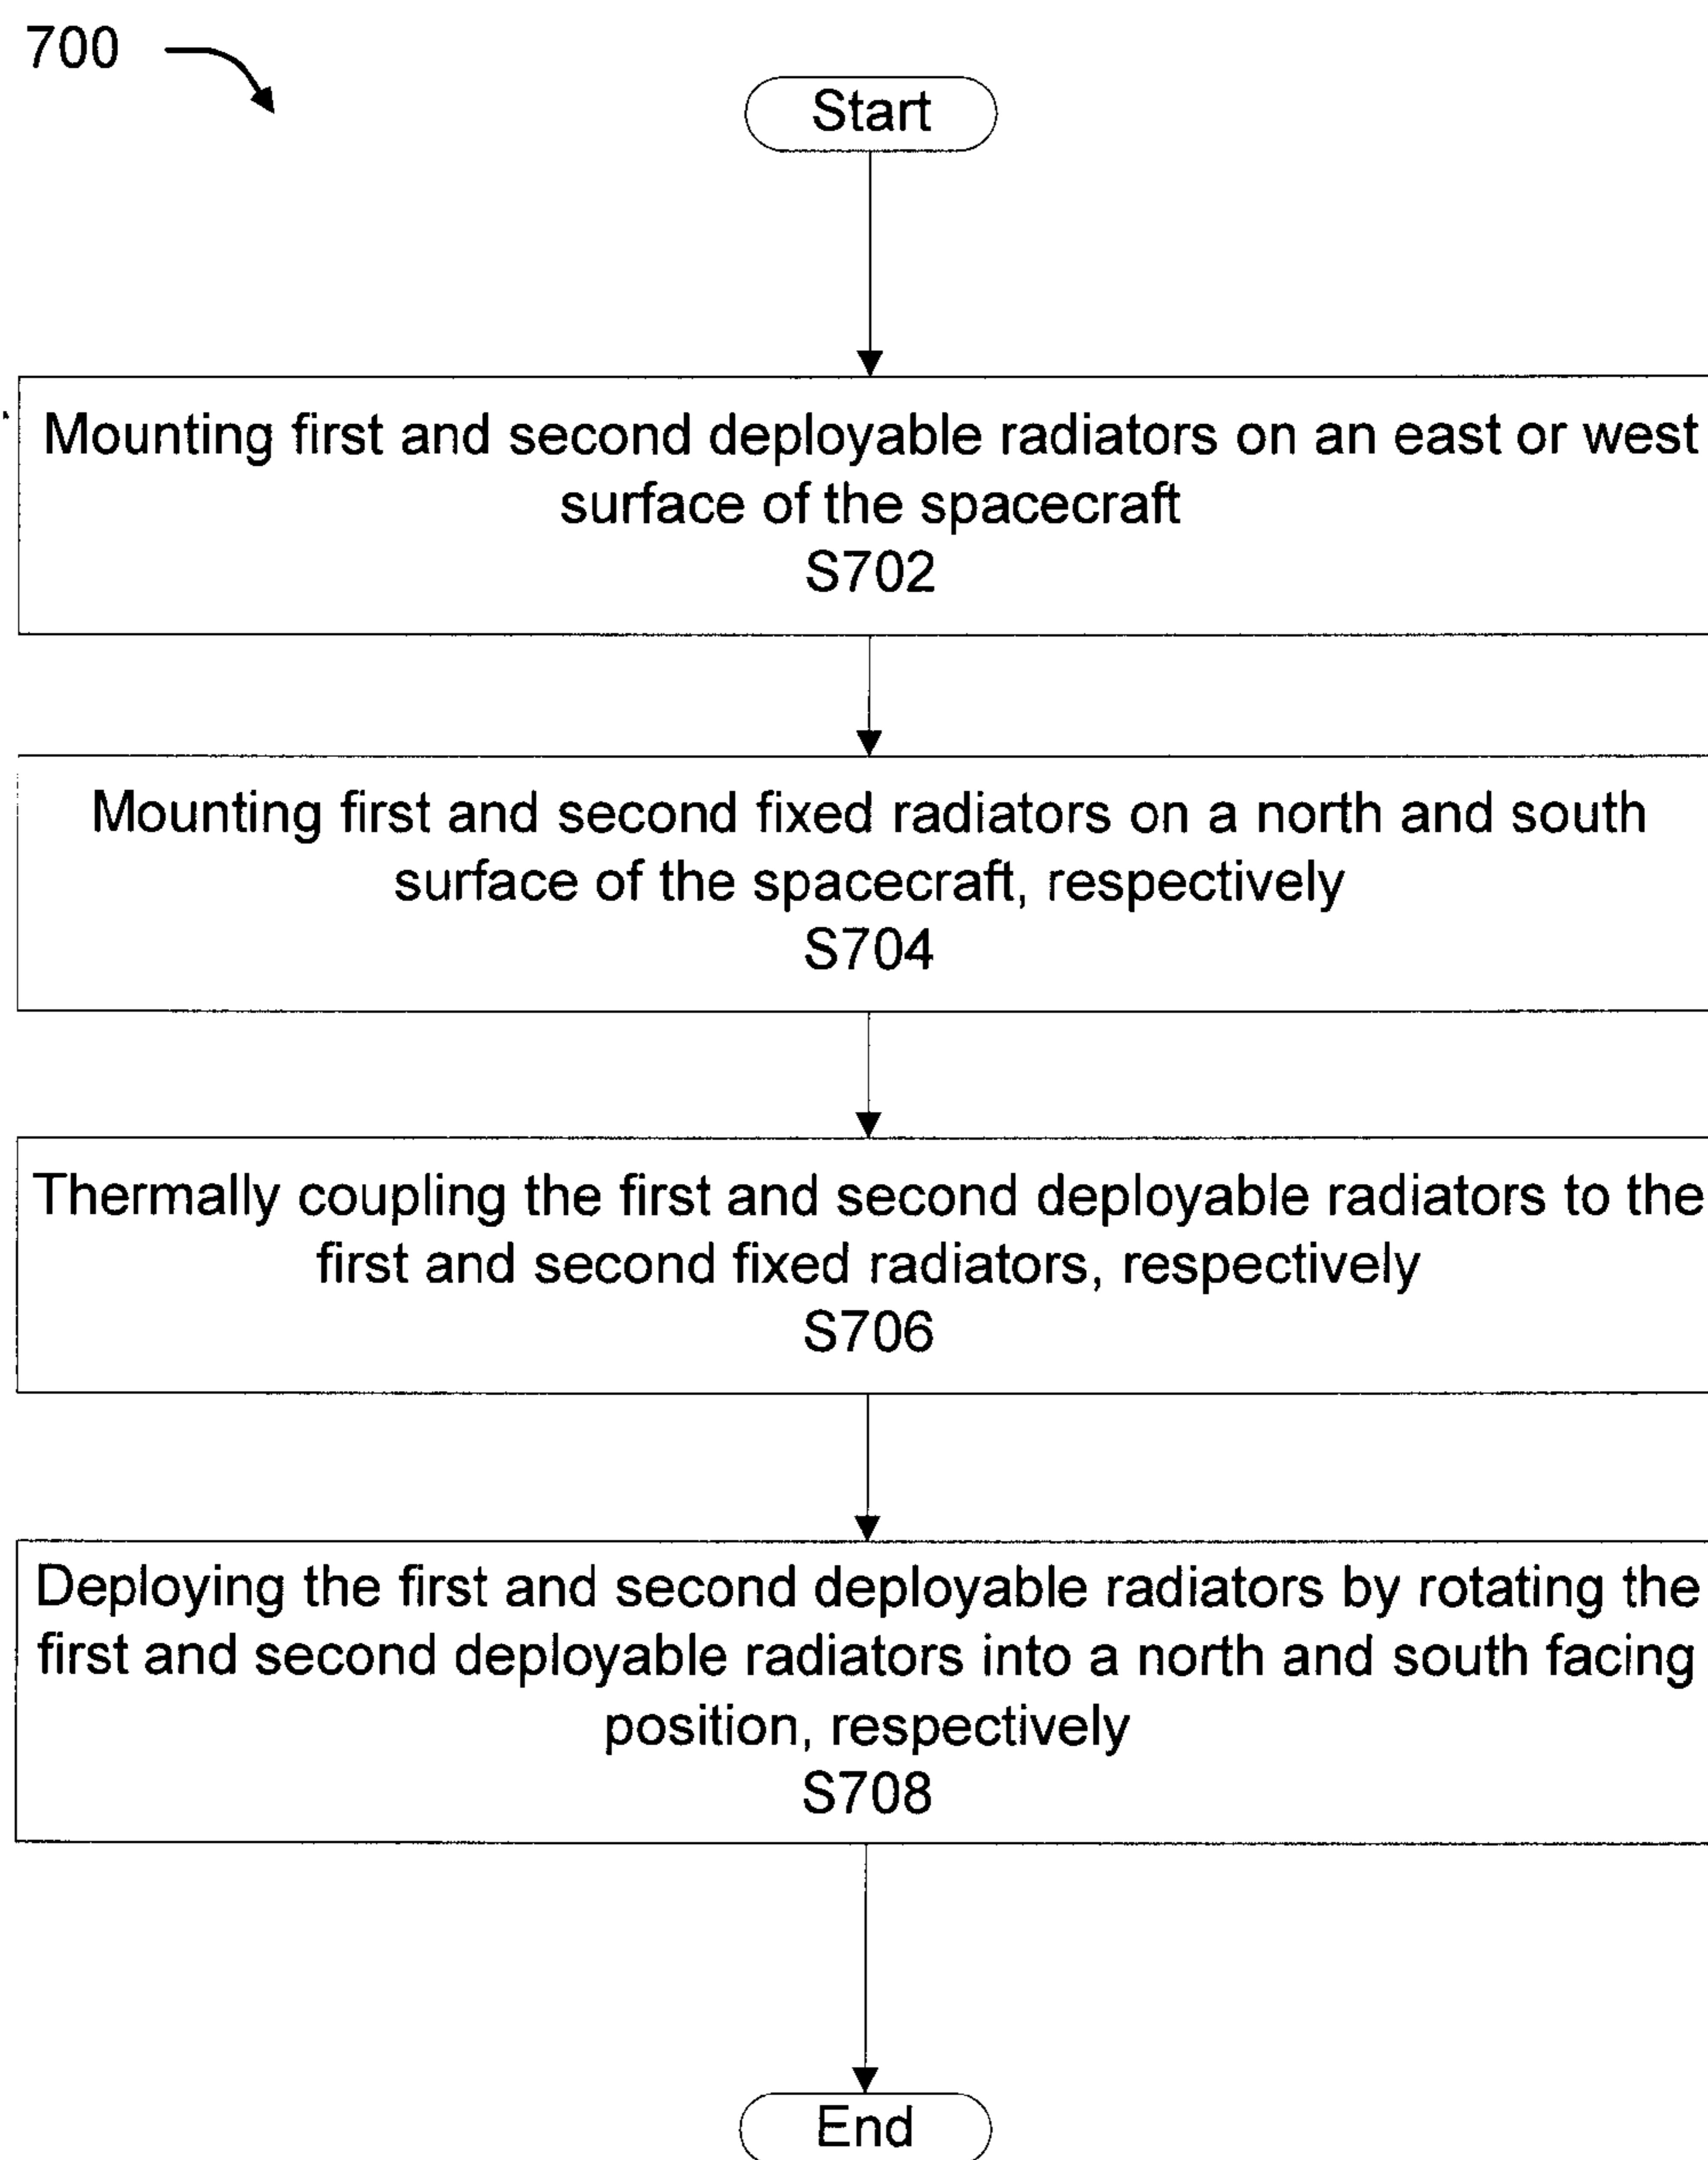 700
Start
Mounting first and second deployable radiators on an east or west
surface of the spacecraft
S702
Mounting first and second fixed radiators on a north and south
surface of the spacecraft, respectively
S704
Thermally coupling the first and second deployable radiators to the
first and second fixed radiators, respectively
S706
Deploying the first and second deployable radiators by rotating the
first and second deployable radiators into a north and south facing
position, respectively
S708
End